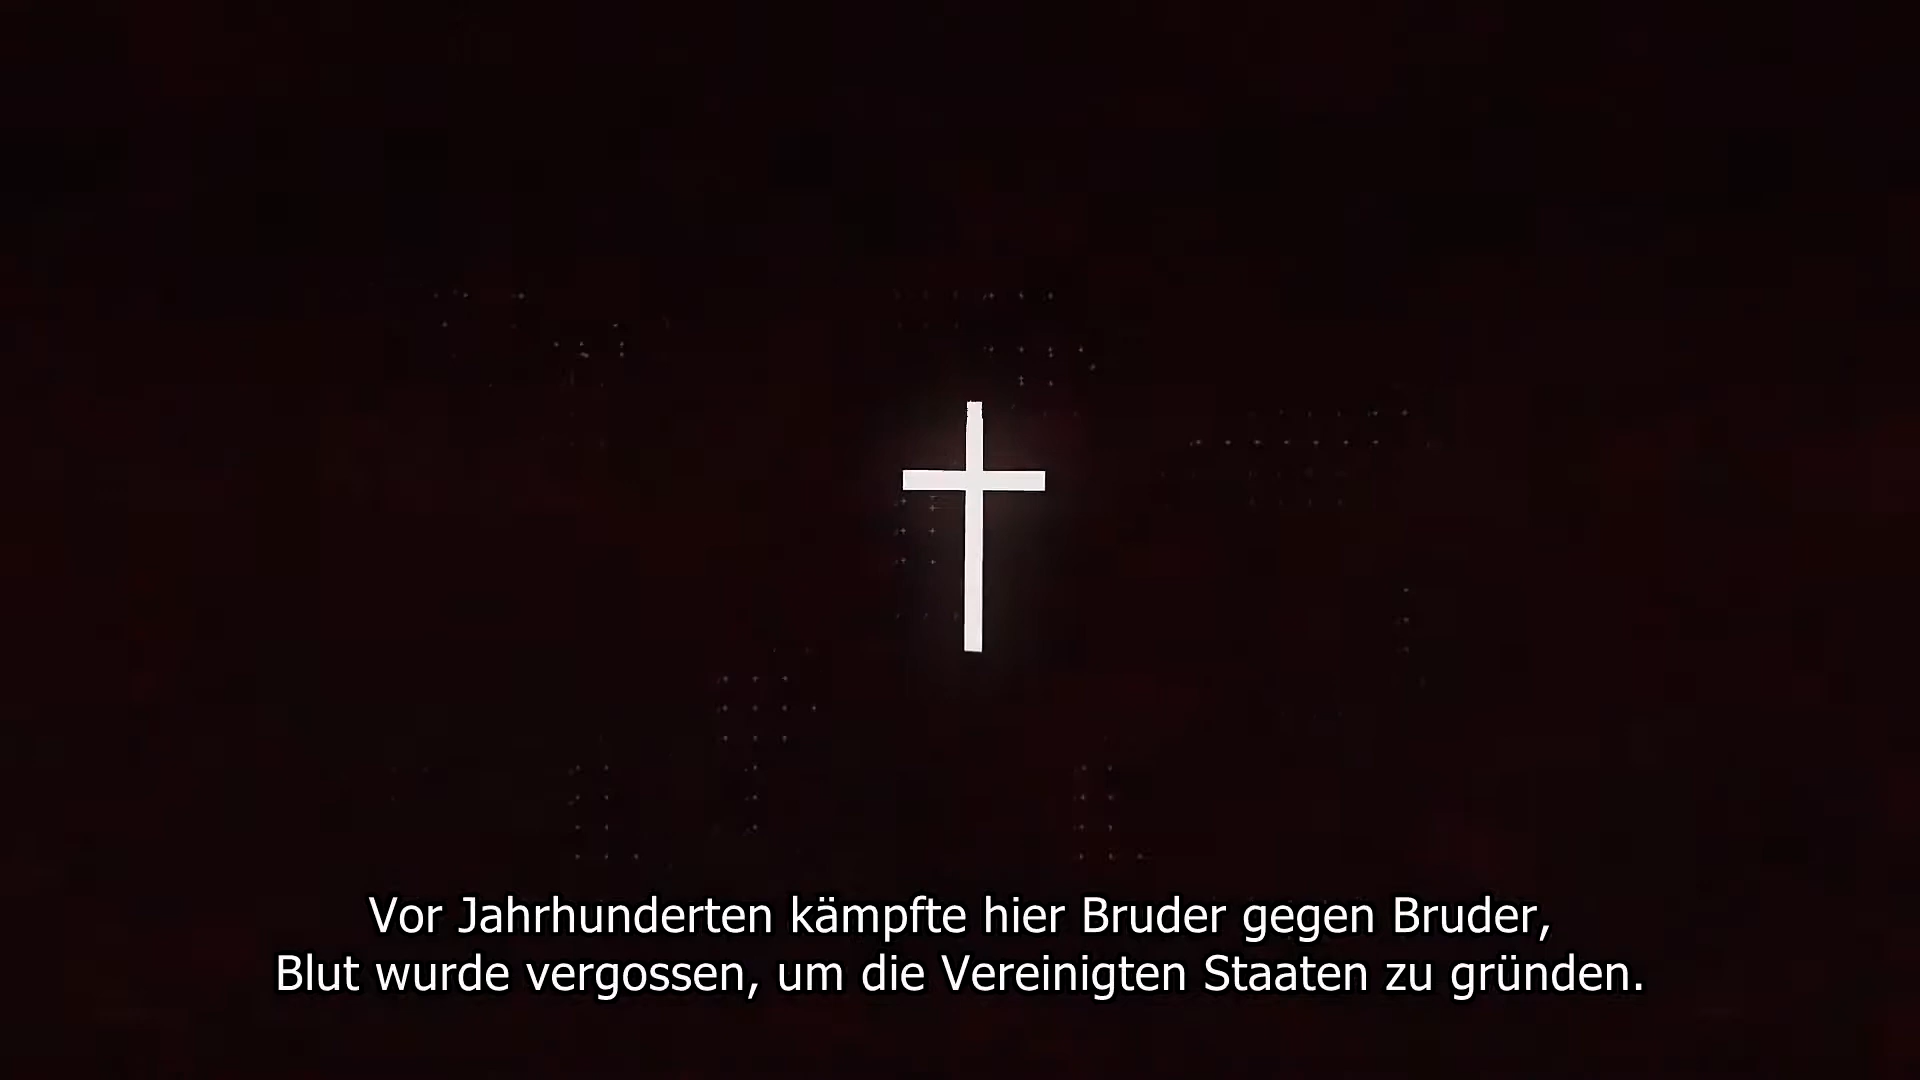 Vor Jahrhunderten kämpfte hier Bruder gegen Bruder,
Blut wurde vergossen, um die Vereinigten Staaten zu gründen.